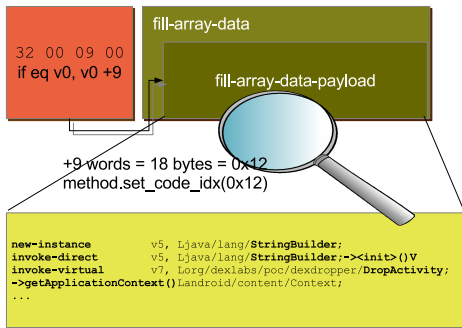 fill-array-data
32 00 09 00
if eq v0, v0 +9
fill-array-data-payload
+9 words = 18 bytes = 0x12
method.set_code_idx(0x12)
new-instance v5, Ljava/lang/StringBuilder;
invoke-direct v5, Ljava/lang/StringBuilder;-><init>()V
invoke-virtual v7, Lorg/dexlabs/poc/dexdropper/DropActivity;
->getApplicationContext()Landroid/content/Context;
...